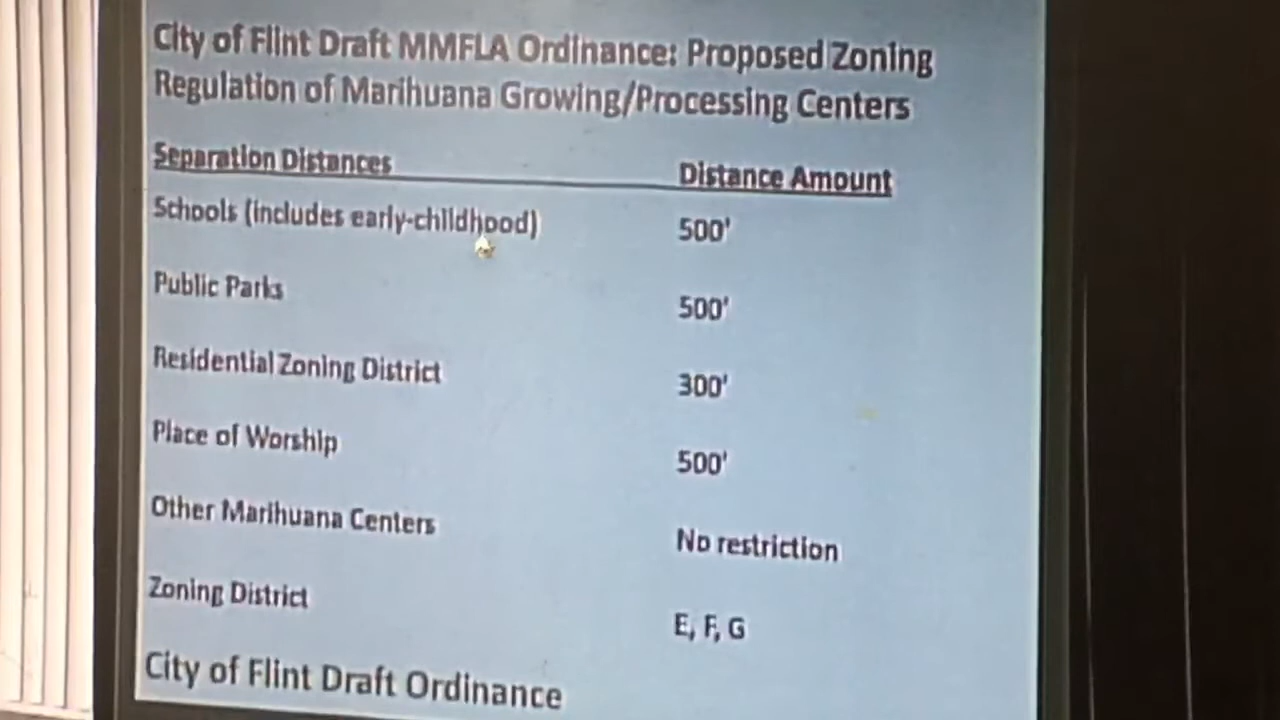 City of Flint Draft MMFLA Ordinance: Proposed Zoning
Regulation of Marihuana Growing/Processing Centers
Separation Distances Distance Amount
Schools (includes early-childhood) 500'
Public Parks 500'
Residential Zoning District 300'
Place of Worship 500'
Other Marihuana Centers No restriction
Zoning District E, F, G
City of Flint Draft Ordinance